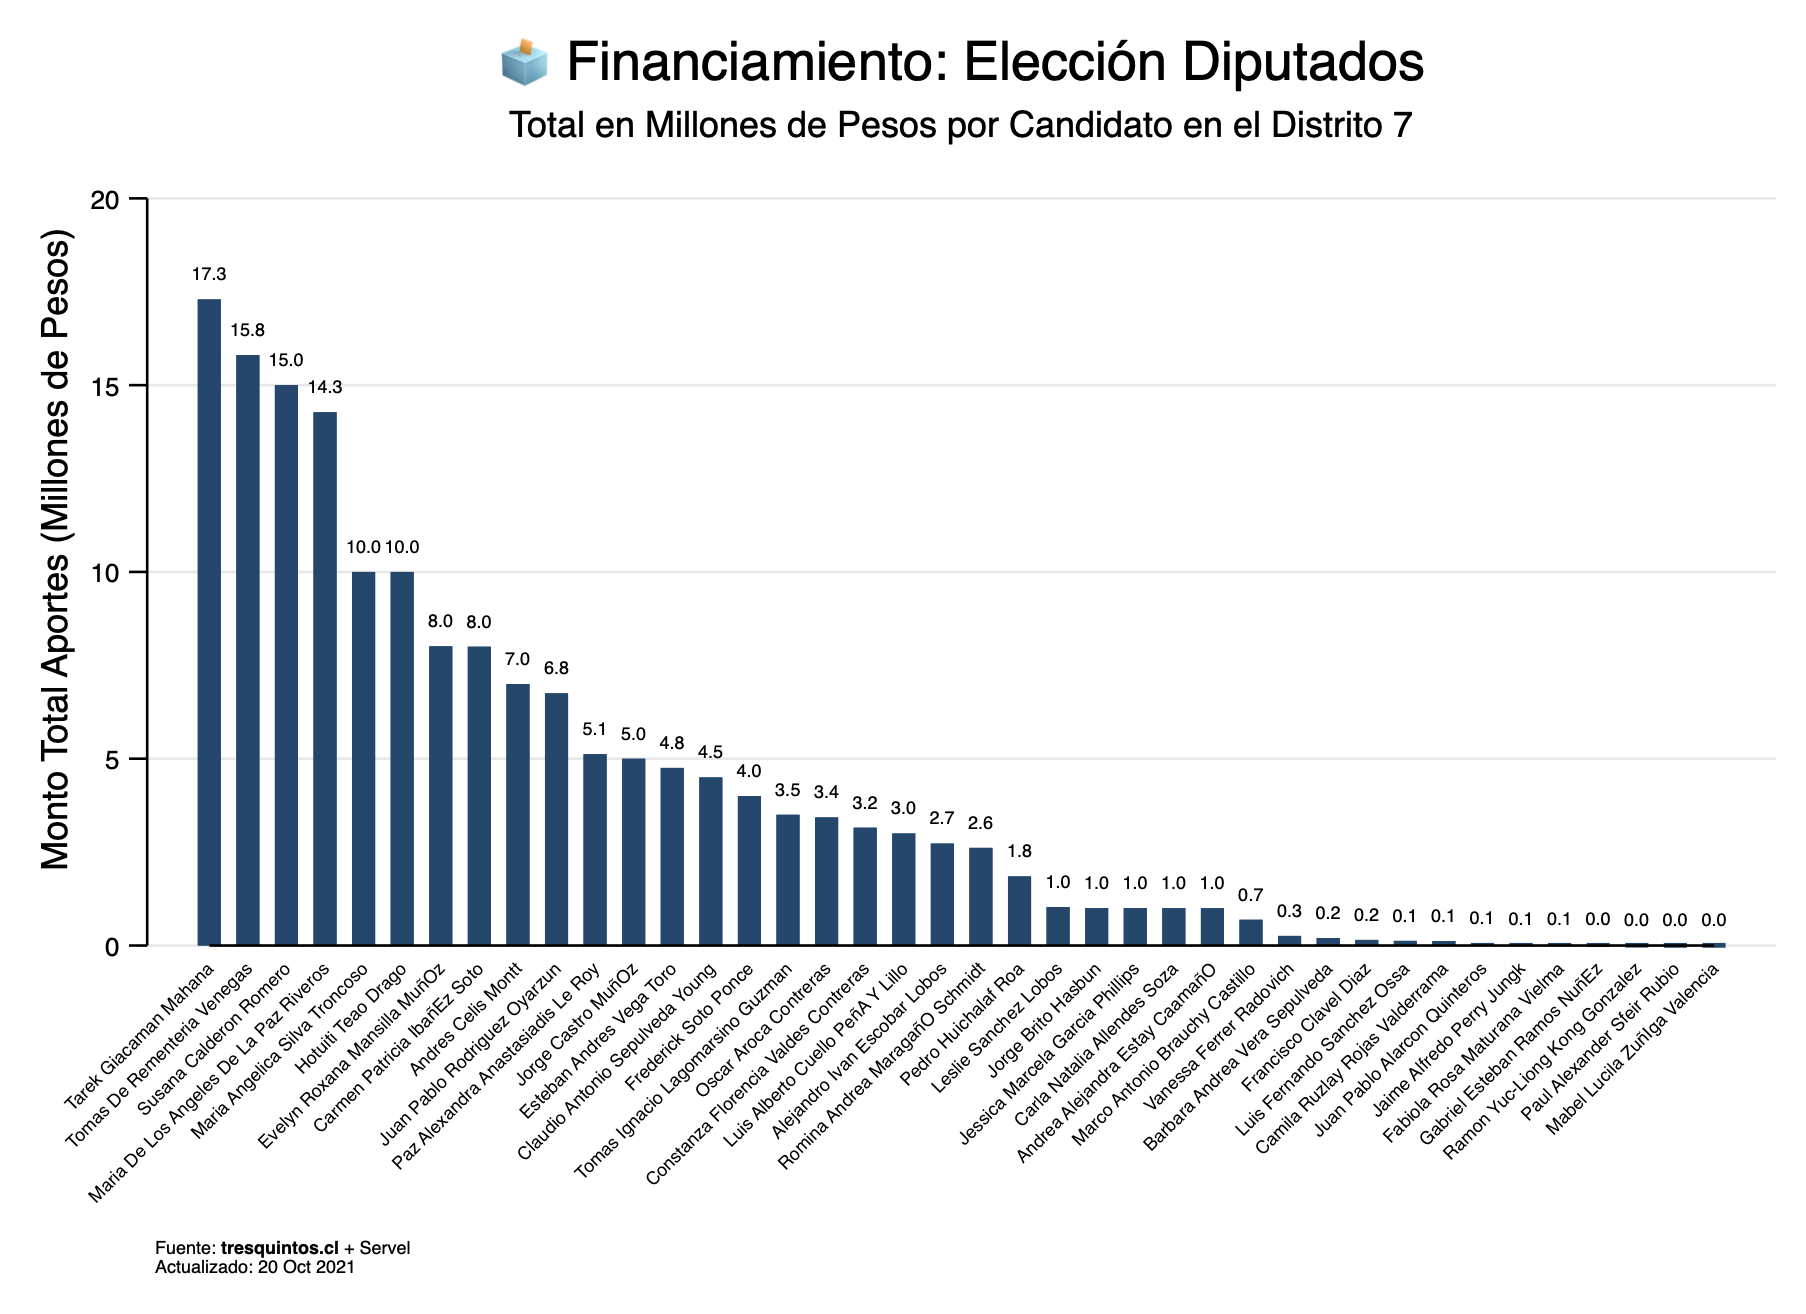 Financiamiento: Elección Diputados
Total en Millones de Pesos por Candidato en el Distrito 7
Monto Total Aportes (Millones de Pesos)
20
15
10
5
0
17.3
15.8
15.0
14.3
10.0
10.0
8.0
8.0
7.0
6.8
5.1
5.0
4.8
4.5
4.0
3.5
3.4
3.2
3.0
2.7
2.6
1.8
1.0
1.0
1.0
1.0
1.0
0.7
0.3
0.2
0.2
0.1
0.1
0.1
0.1
0.1
0.0
0.0
0.0
0.0
Tarek Giacaman Mahana
Tomas De Rementeria Venegas
Susana Calderon Romero
Maria De Los Angeles De La Paz Riveros
Maria Angelica Silva Troncoso
Hotuiti Teao Drago
Evelyn Roxana Mansilla MuñOz
Carmen Patricia IbañEz Soto
Andres Celis Montt
Juan Pablo Rodriguez Oyarzun
Paz Alexandra Anastasiadis Le Roy
Jorge Castro MuñOz
Esteban Andres Vega Toro
Claudio Antonio Sepulveda Young
Frederick Soto Ponce
Tomas Ignacio Lagomarsino Guzman
Oscar Aroca Contreras
Constanza Florencia Valdes Contreras
Luis Alberto Cuello PeñA Y Lillo
Alejandro Ivan Escobar Lobos
Romina Andrea MaragañO Schmidt
Pedro Huichalaf Roa
Leslie Sanchez Lobos
Jorge Brito Hasbun
Jessica Marcela Garcia Phillips
Carla Natalia Allendes Soza
Andrea Alejandra Estay CaamañO
Marco Antonio Brauchy Castillo
Vanessa Ferrer Radovich
Barbara Andrea Vera Sepulveda
Francisco Clavel Diaz
Luis Fernando Sanchez Ossa
Camila Ruzlay Rojas Valderrama
Juan Pablo Alarcon Quinteros
Jaime Alfredo Perry Jungk
Fabiola Rosa Maturana Vielma
Gabriel Esteban Ramos NuñEz
Ramon Yuc-Liong Kong Gonzalez
Paul Alexander Sfeir Rubio
Mabel Lucila Zuñlga Valencia
Fuente: tresquintos.cl + Servel
Actualizado: 20 Oct 2021